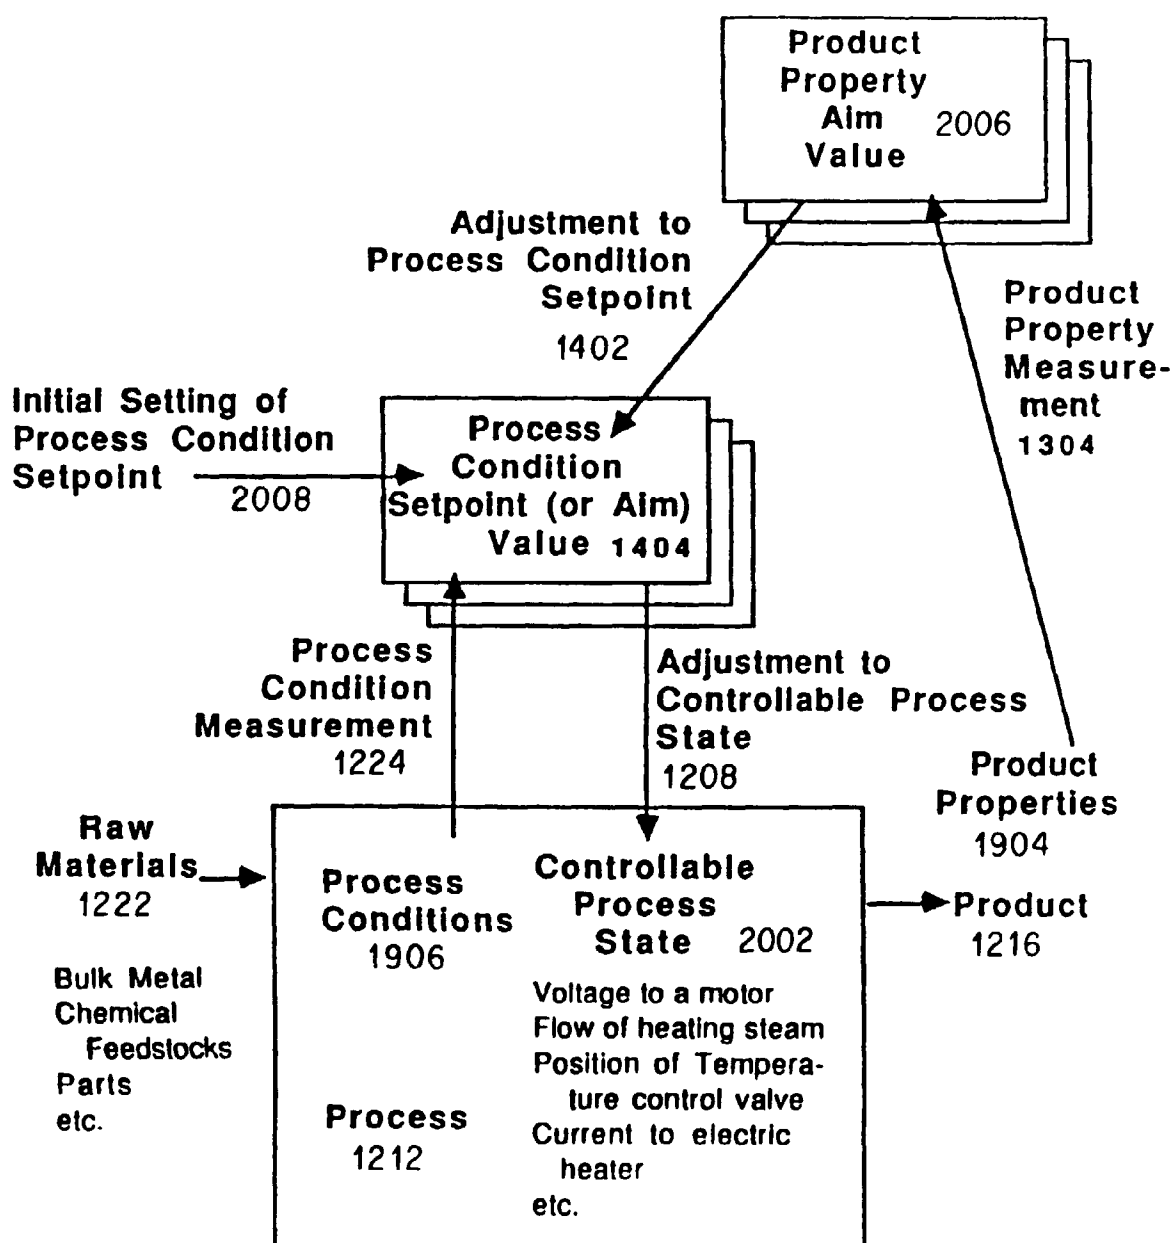 Product
Property
Aim
Value
2006
Adjustment to
Process Condition
Setpoint
1402
Product
Property
Measure-
ment
1304
Initial Setting of
Process Condition
Setpoint
2008
Process
Condition
Setpoint (or Aim)
Value 1404
Process
Condition
Measurement
1224
Adjustment to
Controllable Process
State
1208
Product
Properties
1904
Raw
Materials
1222
Bulk Metal
Chemical
Feedstocks
Parts
etc.
Process
Conditions
1906
Process
1212
Controllable
Process
State 2002
Voltage to a motor
Flow of heating steam
Position of Tempera-
ture control valve
Current to electric
heater
etc.
Product
1216